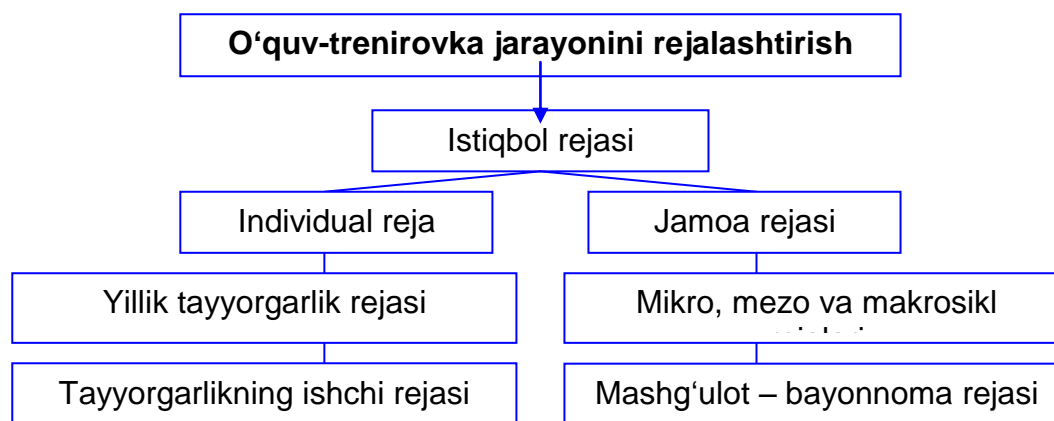 O‘quv-trenirovka jarayonini rejalashtirish
Istiqbol rejasi
Individual reja
Jamoa rejasi
Yillik tayyorgarlik rejasi
Mikro, mezo va makrosikl
Tayyorgarlikning ishchi rejasi
Mashg‘ulot – bayonnoma rejasi